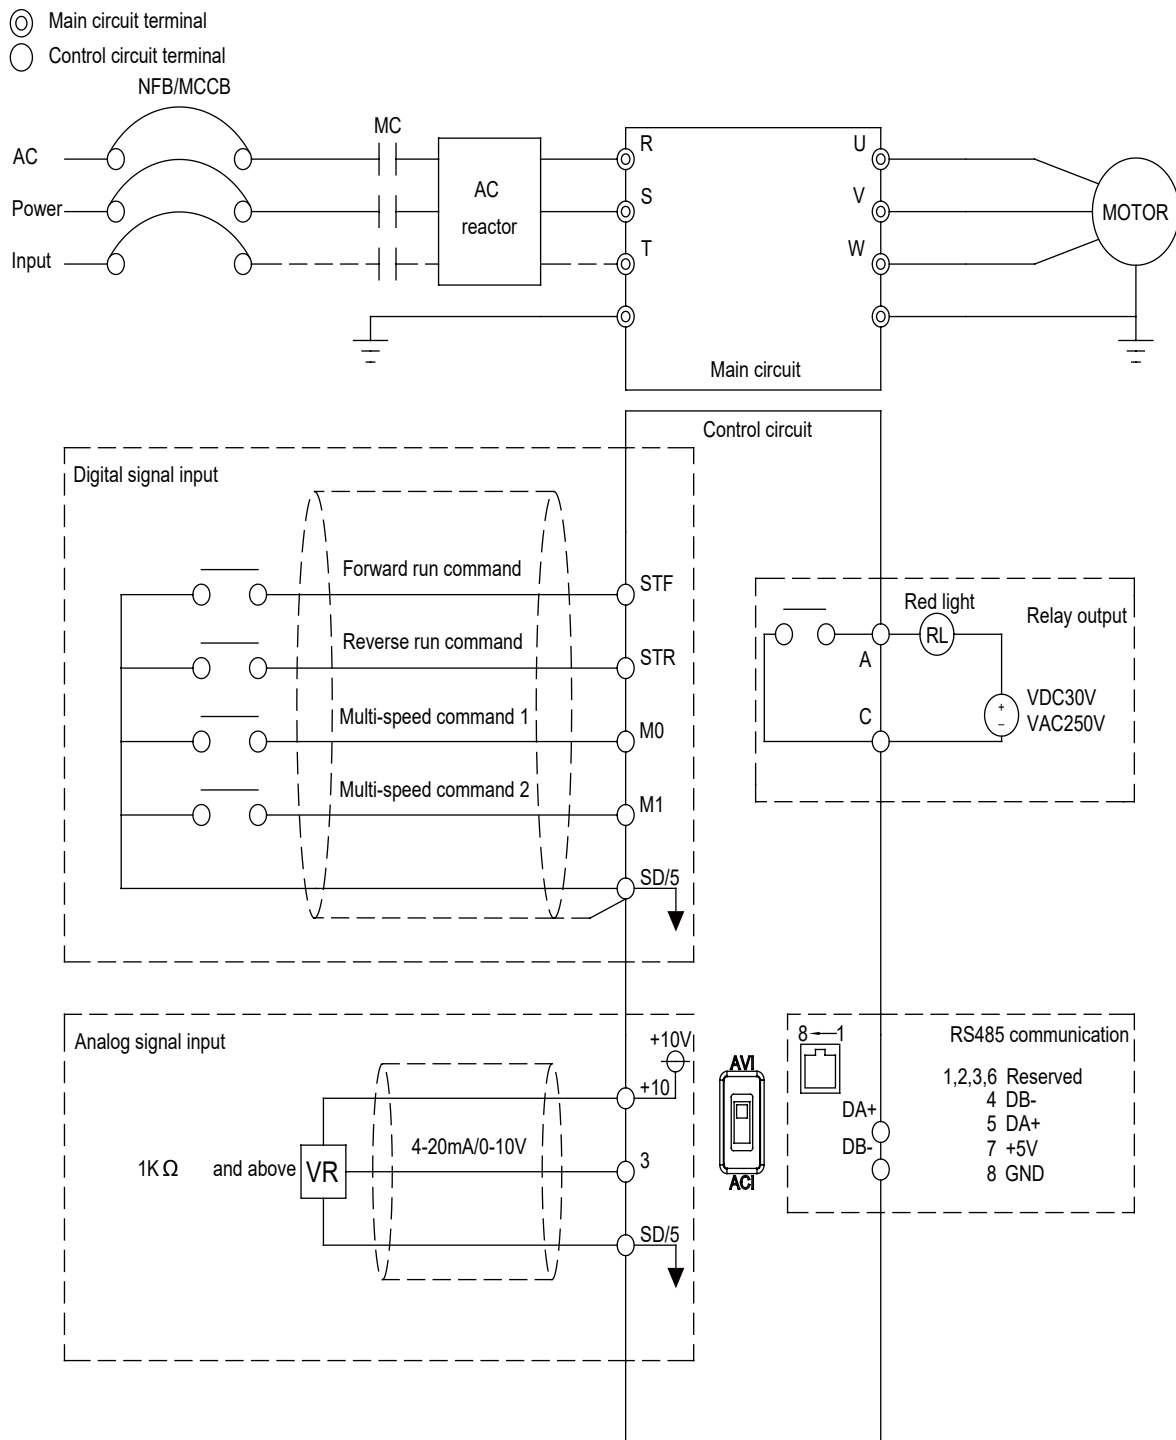 Main circuit terminal
Control circuit terminal
NFB/MCCB
MC
AC
Power
Input
AC
reactor
R
S
T
U
V
W
MOTOR
Main circuit
Control circuit
Digital signal input
Forward run command
STF
Reverse run command
STR
Multi-speed command 1
M0
Multi-speed command 2
M1
SD/5
Red light
Relay output
RL
A
C
+
−
VDC30V
VAC250V
Analog signal input
+10V
+10
4-20mA/0-10V
3
1KΩ and above
VR
SD/5
AVI
ACI
8←1
RS485 communication
1,2,3,6 Reserved
4 DB-
5 DA+
7 +5V
8 GND
DA+
DB-